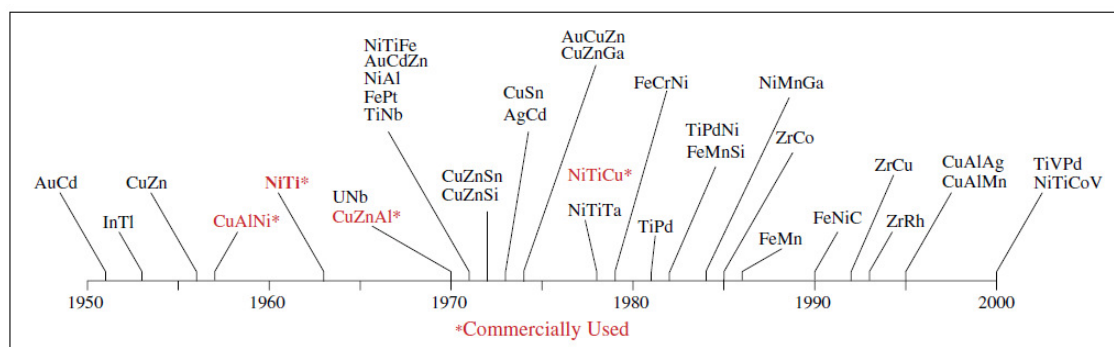 NiTiFe
AuCdZn
NiAl
FePt
TiNb
AuCuZn
CuZnGa
CuSn
AgCd
FeCrNi
NiMnGa
TiPdNi
FeMnSi
ZrCo
AuCd
CuZn
NiTi*
CuZnSn
CuZnSi
NiTiCu*
ZrCu
CuAlAg
CuAlMn
TiVPd
NiTiCoV
InTl
CuAlNi*
UNb
CuZnAl*
NiTiTa
TiPd
FeMn
FeNiC
ZrRh
1950 1960 1970 1980 1990 2000
*Commercially Used